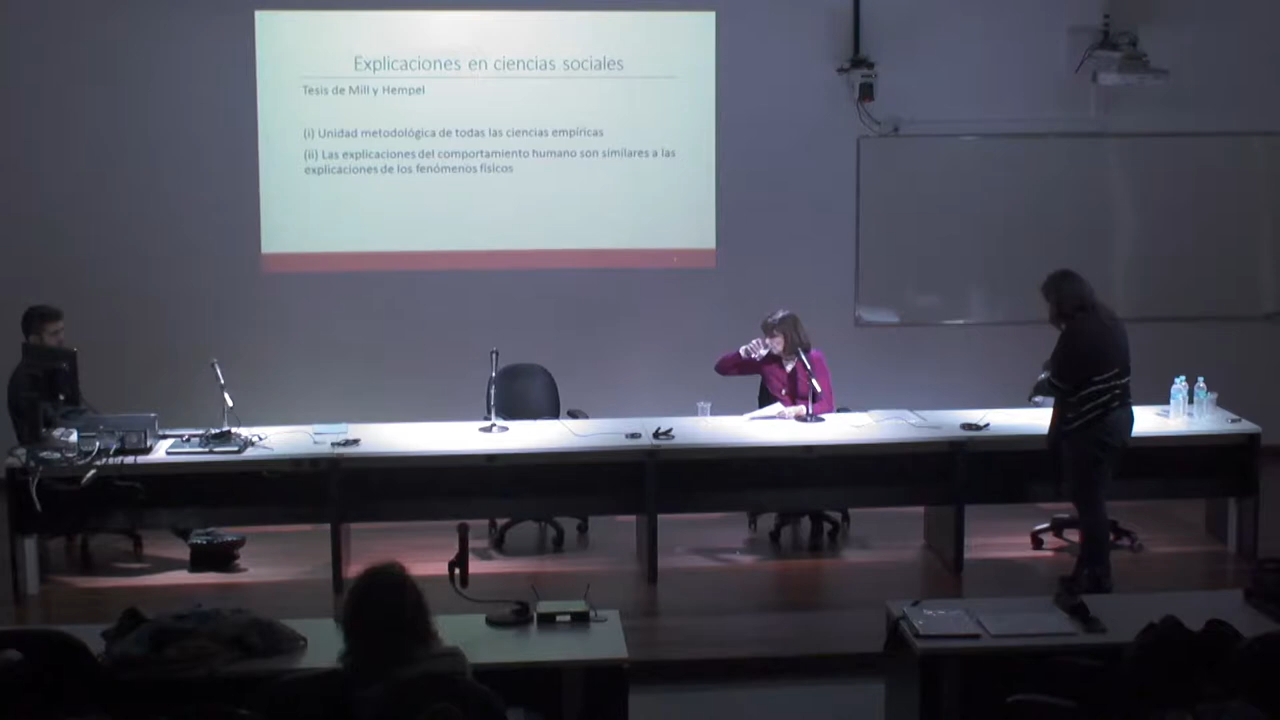 Explicaciones en ciencias sociales
Tesis de Mill y Hempel
(i) Unidad metodológica de todas las ciencias empíricas
(ii) Las explicaciones del comportamiento humano son similares a las
explicaciones de los fenómenos físicos